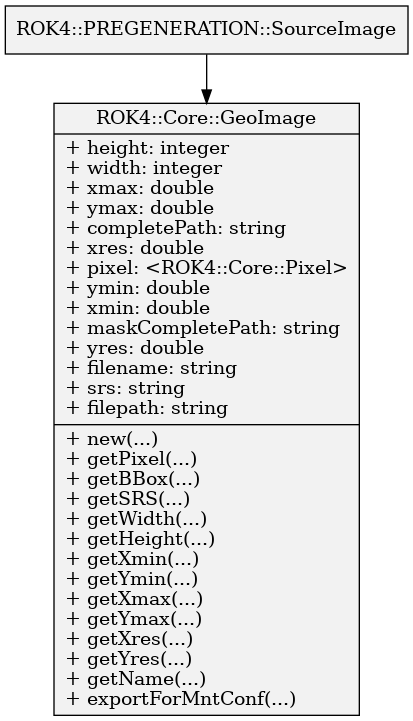 ROK4::PREGENERATION::SourceImage
ROK4::Core::GeoImage
+ height: integer
+ width: integer
+ xmax: double
+ ymax: double
+ completePath: string
+ xres: double
+ pixel: <ROK4::Core::Pixel>
+ ymin: double
+ xmin: double
+ maskCompletePath: string
+ yres: double
+ filename: string
+ srs: string
+ filepath: string
+ new(...)
+ getPixel(...)
+ getBBox(...)
+ getSRS(...)
+ getWidth(...)
+ getHeight(...)
+ getXmin(...)
+ getYmin(...)
+ getXmax(...)
+ getYmax(...)
+ getXres(...)
+ getYres(...)
+ getName(...)
+ exportForMntConf(...)